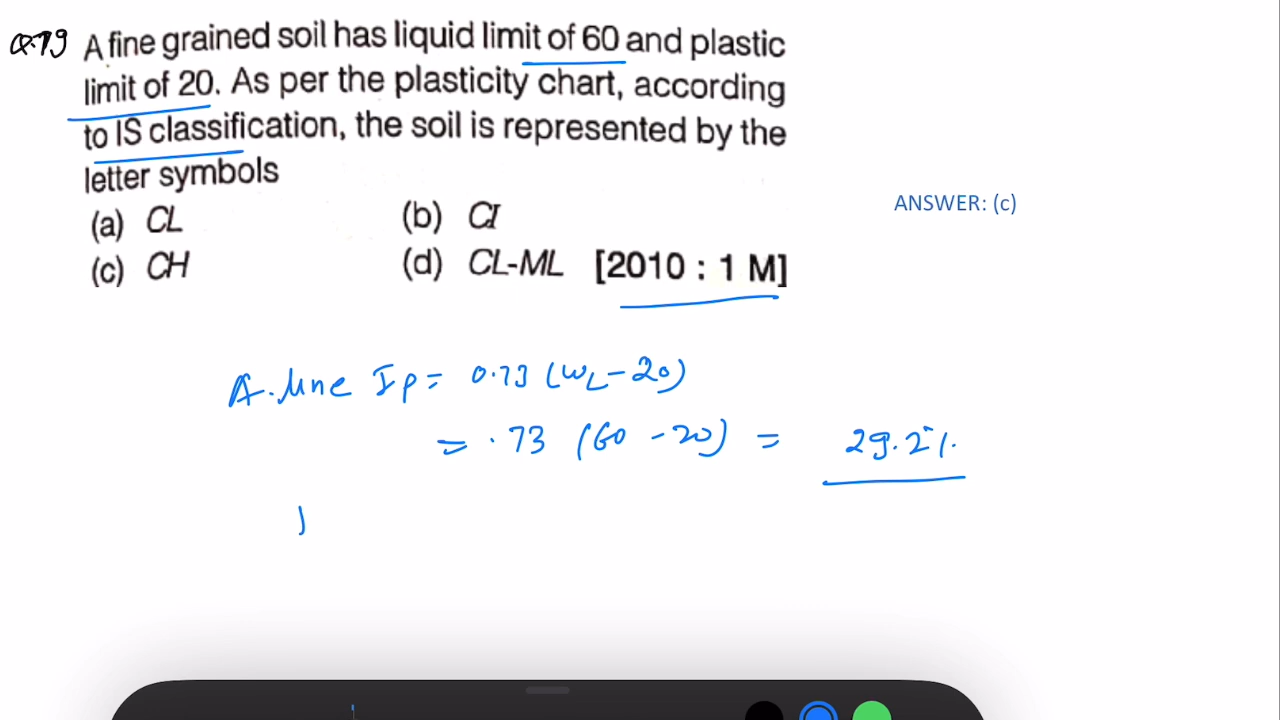 Q.79 A fine grained soil has liquid limit of 60 and plastic
limit of 20. As per the plasticity chart, according
to IS classification, the soil is represented by the
letter symbols
(a) CL (b) CI
(c) CH (d) CL-ML [2010 : 1 M]
ANSWER: (c)
A-line Ip = 0.73 (WL-20)
= .73 (60-20) = 29.2%.